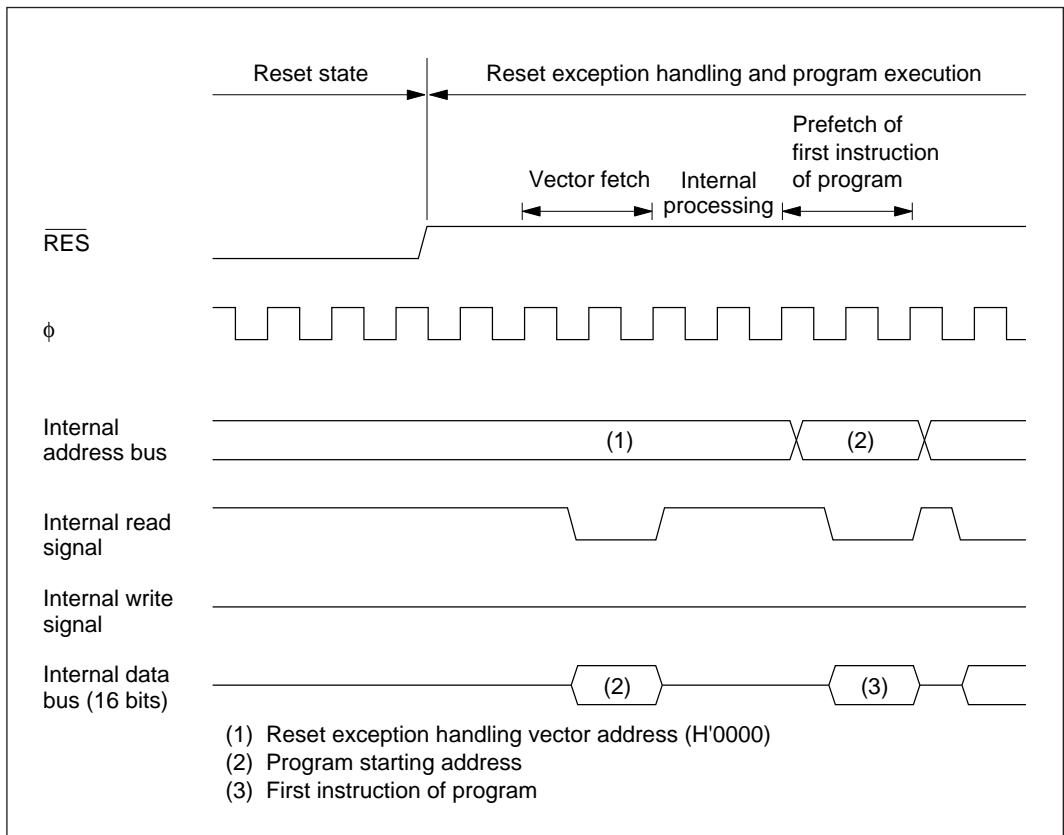 Reset state
Reset exception handling and program execution
Prefetch of
first instruction
of program
Vector fetch
Internal
processing
RES
ϕ
Internal
address bus
(1)
(2)
Internal read
signal
Internal write
signal
Internal data
bus (16 bits)
(2)
(3)
(1) Reset exception handling vector address (H'0000)
(2) Program starting address
(3) First instruction of program